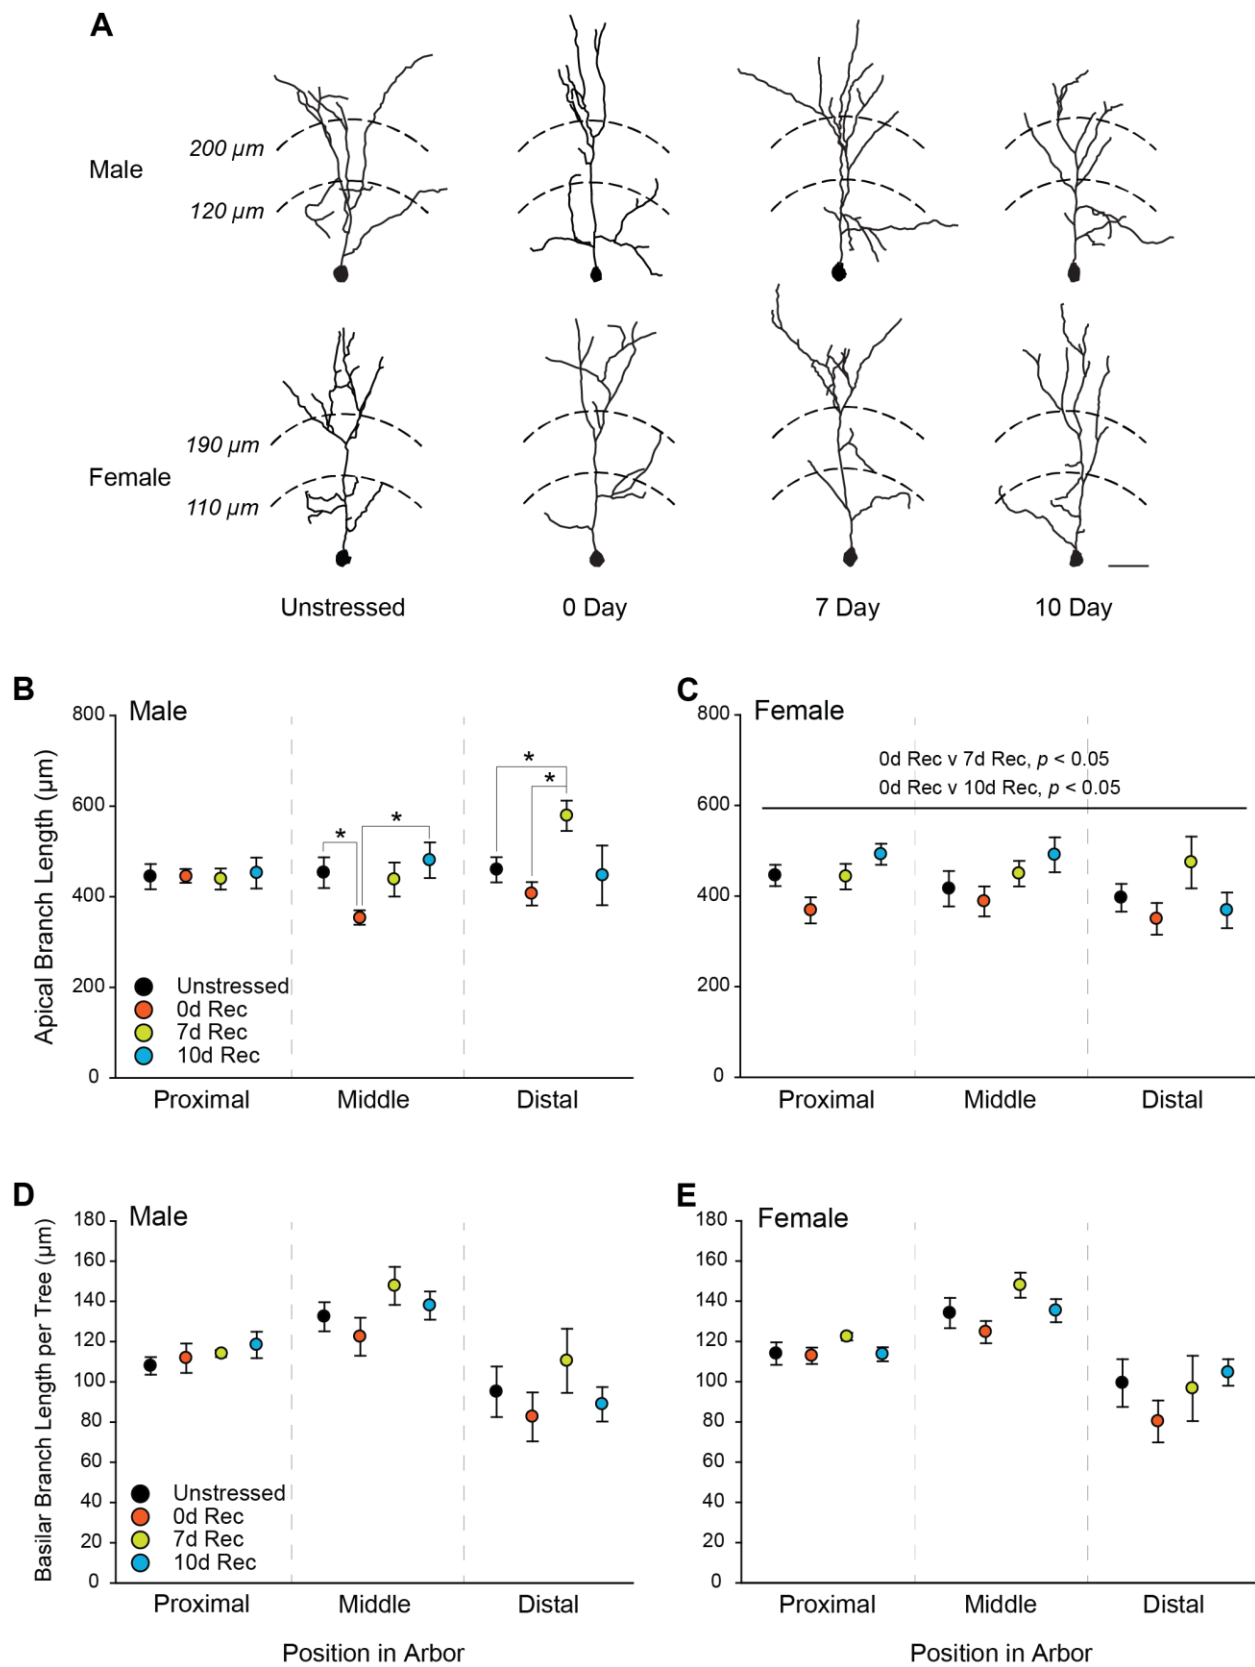 A
Male
200 µm
120 µm
Female
190 µm
110 µm
Unstressed
0 Day
7 Day
10 Day
B
Male
Apical Branch Length (µm)
800
600
400
200
0
*
*
*
*
Unstressed
0d Rec
7d Rec
10d Rec
Proximal
Middle
Distal
C
Female
800
600
400
200
0
0d Rec v 7d Rec, p < 0.05
0d Rec v 10d Rec, p < 0.05
Proximal
Middle
Distal
D
Male
Basilar Branch Length per Tree (µm)
180
160
140
120
100
80
60
40
20
0
Unstressed
0d Rec
7d Rec
10d Rec
Proximal
Middle
Distal
Position in Arbor
E
Female
180
160
140
120
100
80
60
40
20
0
Proximal
Middle
Distal
Position in Arbor